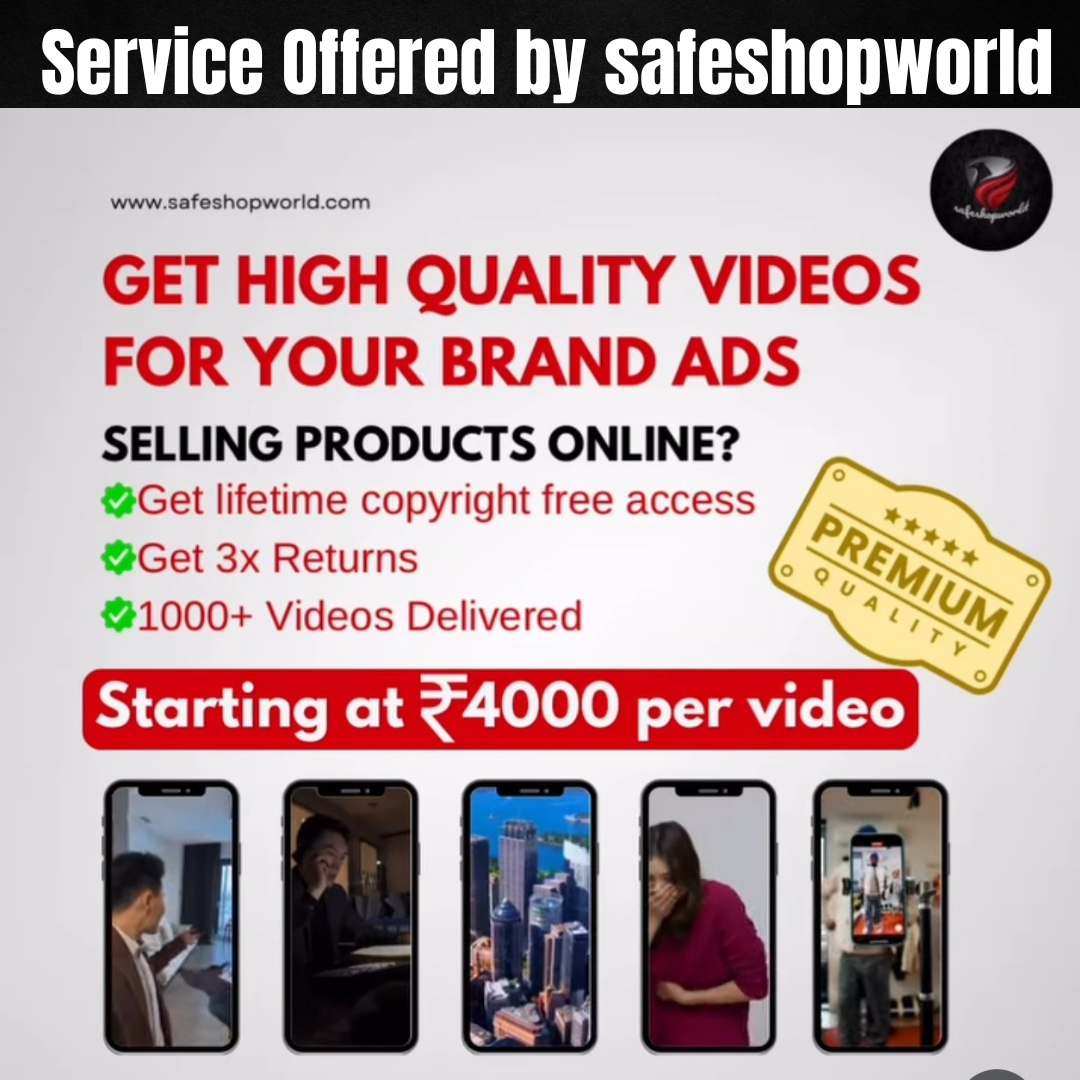 Service Offered by safeshopworld
www.safeshopworld.com
safeshopworld
GET HIGH QUALITY VIDEOS
FOR YOUR BRAND ADS
SELLING PRODUCTS ONLINE?
Get lifetime copyright free access
Get 3x Returns
1000+ Videos Delivered
PREMIUM
QUALITY
Starting at ₹4000 per video